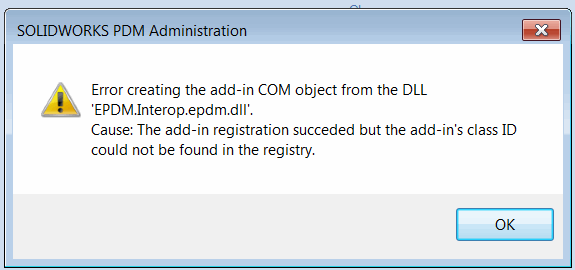 SOLIDWORKS PDM Administration
Error creating the add-in COM object from the DLL
'EPDM.Interop.epdm.dll'.
Cause: The add-in registration succeded but the add-in's class ID
could not be found in the registry.
OK